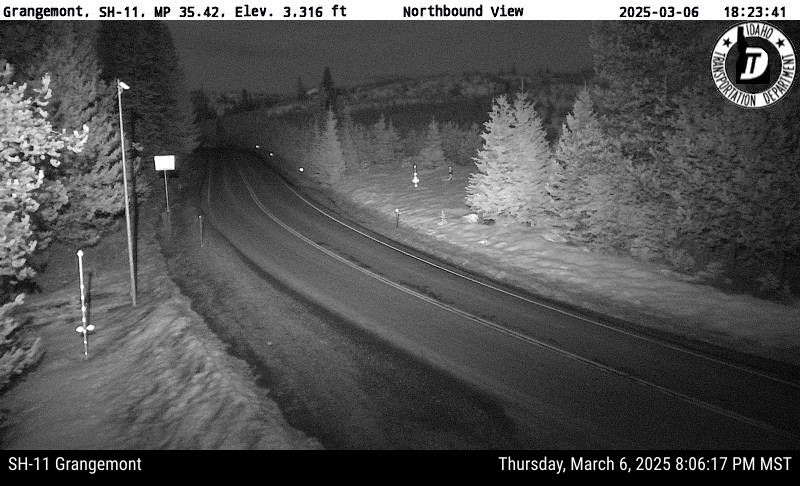 Grangemont, SH-11, MP 35.42, Elev. 3,316 ft Northbound View 2025-03-06 18:23:41
IDAHO
TRANSPORTATION DEPARTMENT
SH-11 Grangemont Thursday, March 6, 2025 8:06:17 PM MST